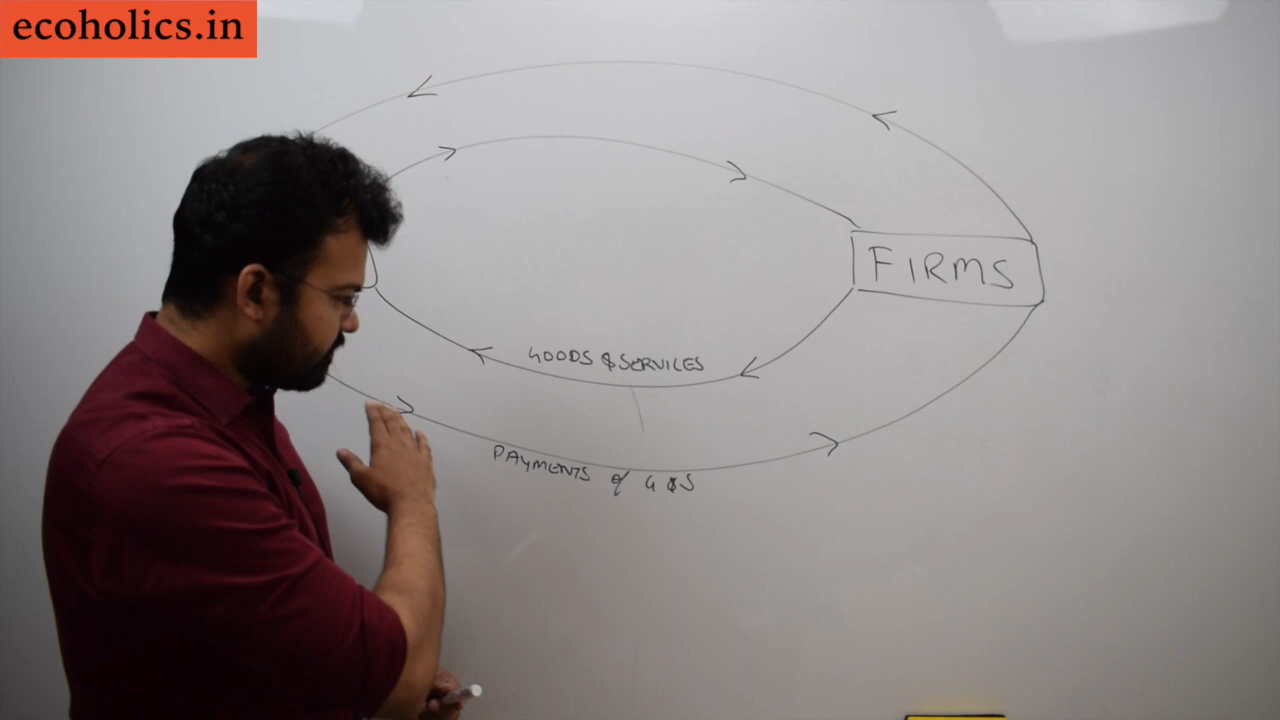 ecoholics.in
FIRMS
GOODS & SERVICES
PAYMENTS of G & S